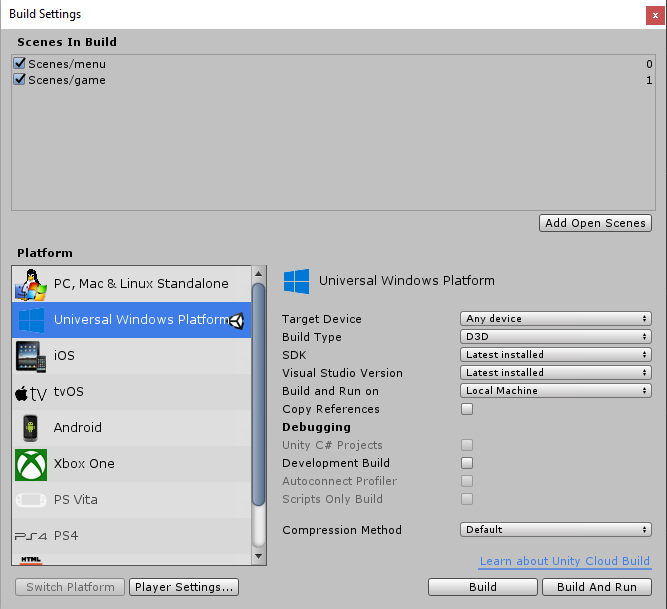 Build Settings
x
Scenes In Build
Scenes/menu 0
Scenes/game 1
Add Open Scenes
Platform
PC, Mac & Linux Standalone
Universal Windows Platform
iOS
tv tvOS
Android
Xbox One
PS Vita
PS4 PS4
HTML
Universal Windows Platform
Target Device Any device
Build Type D3D
SDK Latest installed
Visual Studio Version Latest installed
Build and Run on Local Machine
Copy References
Debugging
Unity C# Projects
Development Build
Autoconnect Profiler
Scripts Only Build
Compression Method Default
Learn about Unity Cloud Build
Switch Platform Player Settings... Build Build And Run